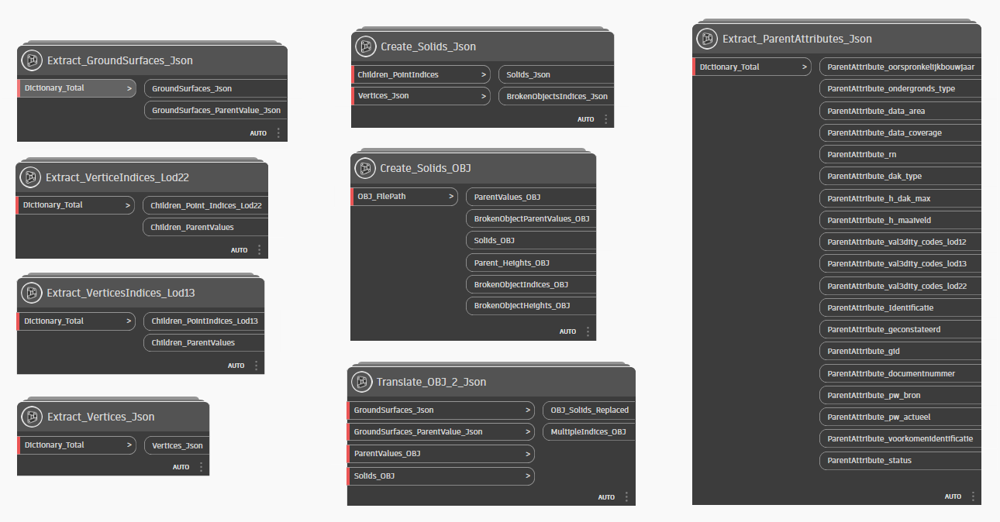 Extract_GroundSurfaces_Json
Dictionary_Total >
GroundSurfaces_Json
GroundSurfaces_ParentValue_Json
AUTO
Extract_VerticeIndices_Lod22
Dictionary_Total >
Children_Point_Indices_Lod22
Children_ParentValues
AUTO
Extract_VerticesIndices_Lod13
Dictionary_Total >
Children_PointIndices_Lod13
Children_ParentValues
AUTO
Extract_Vertices_Json
Dictionary_Total >
Vertices_Json
AUTO
Create_Solids_Json
Children_PointIndices >
Vertices_Json >
Solids_Json
BrokenObjectsIndices_Json
AUTO
Create_Solids_OBJ
OBJ_FilePath >
ParentValues_OBJ
BrokenObjectParentValues_OBJ
Solids_OBJ
Parent_Heights_OBJ
BrokenObjectIndices_OBJ
BrokenObjectHeights_OBJ
AUTO
Translate_OBJ_2_Json
GroundSurfaces_Json >
GroundSurfaces_ParentValue_Json >
ParentValues_OBJ >
Solids_OBJ >
OBJ_Solids_Replaced
MultipleIndices_OBJ
AUTO
Extract_ParentAttributes_Json
Dictionary_Total >
ParentAttribute_oorspronkelijkbouwjaar
ParentAttribute_ondergronds_type
ParentAttribute_data_area
ParentAttribute_data_coverage
ParentAttribute_rn
ParentAttribute_dak_type
ParentAttribute_h_dak_max
ParentAttribute_h_maaiveld
ParentAttribute_val3dity_codes_lod12
ParentAttribute_val3dity_codes_lod13
ParentAttribute_val3dity_codes_lod22
ParentAttribute_identificatie
ParentAttribute_geconstateerd
ParentAttribute_gid
ParentAttribute_documentnummer
ParentAttribute_pw_bron
ParentAttribute_pw_actueel
ParentAttribute_voorkomenidentificatie
ParentAttribute_status
AUTO